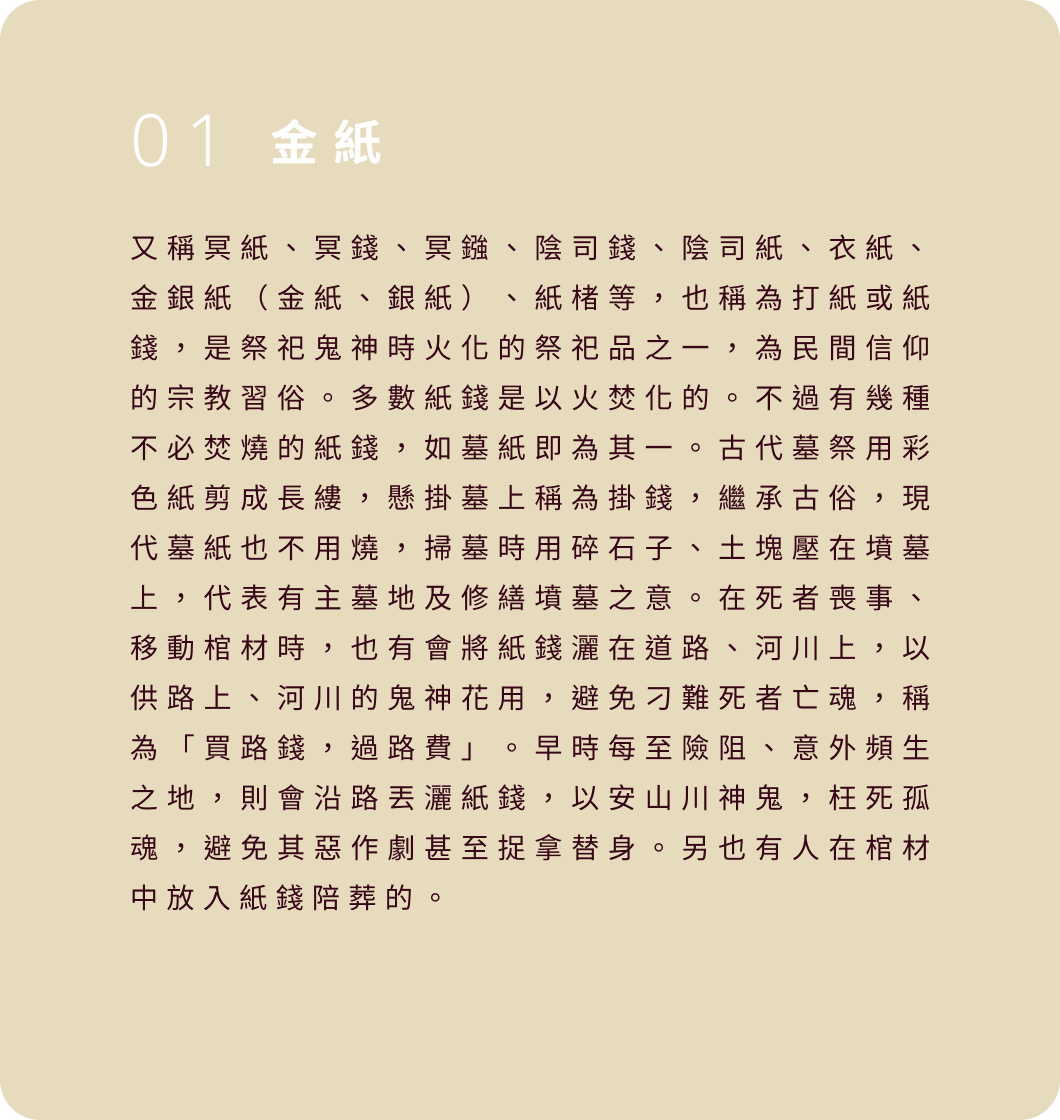 01 金紙
又稱冥紙、冥錢、冥鏹、陰司錢、陰司紙、衣紙、
金銀紙（金紙、銀紙）、紙楮等，也稱為打紙或紙
錢，是祭祀鬼神時火化的祭祀品之一，為民間信仰
的宗教習俗。多數紙錢是以火焚化的。不過有幾種
不必焚燒的紙錢，如墓紙即為其一。古代墓祭用彩
色紙剪成長縷，懸掛墓上稱為掛錢，繼承古俗，現
代墓紙也不用燒，掃墓時用碎石子、土塊壓在墳墓
上，代表有主墓地及修繕墳墓之意。在死者喪事、
移動棺材時，也有會將紙錢灑在道路、河川上，以
供路上、河川的鬼神花用，避免刁難死者亡魂，稱
為「買路錢，過路費」。早時每至險阻、意外頻生
之地，則會沿路丟灑紙錢，以安山川神鬼，枉死孤
魂，避免其惡作劇甚至捉拿替身。另也有人在棺材
中放入紙錢陪葬的。